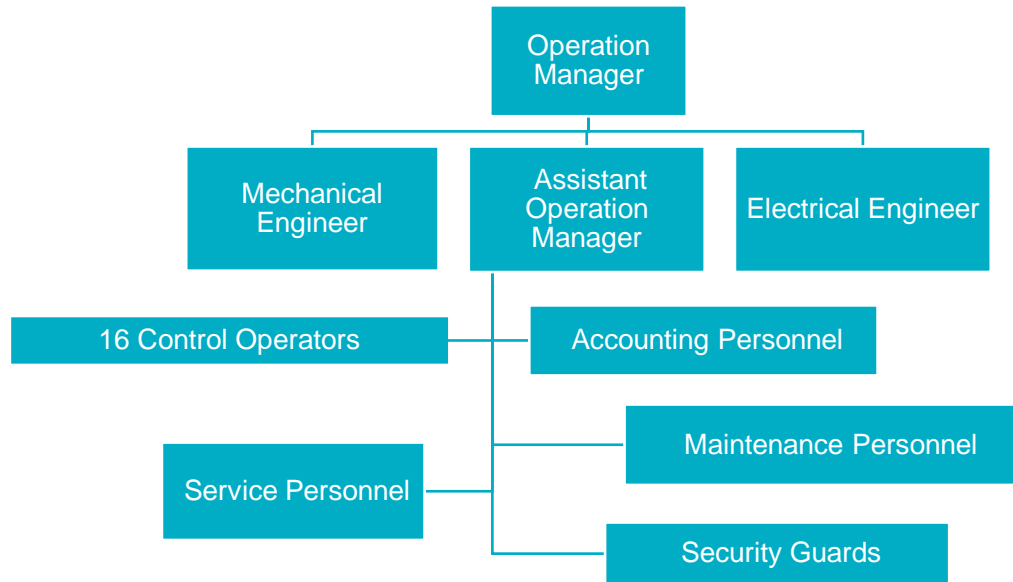 Operation
Manager
Mechanical
Engineer
Assistant
Operation
Manager
Electrical Engineer
16 Control Operators
Accounting Personnel
Maintenance Personnel
Service Personnel
Security Guards